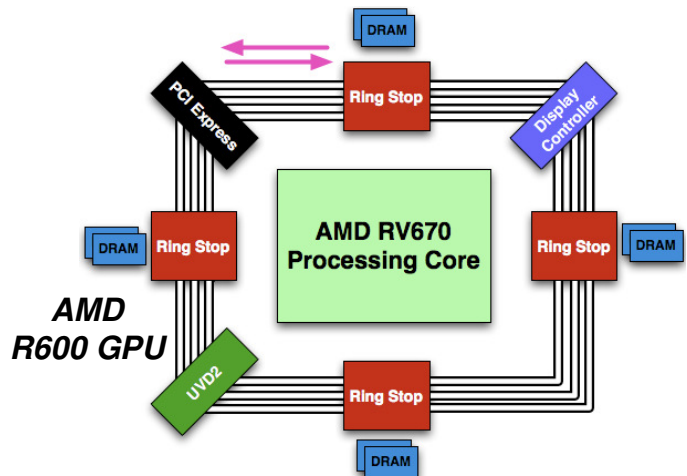 DRAM
PCI Express
Ring Stop
Display
Controller
AMD RV670
Processing Core
DRAM
Ring Stop
Ring Stop
DRAM
AMD
R600 GPU
UVD2
Ring Stop
DRAM